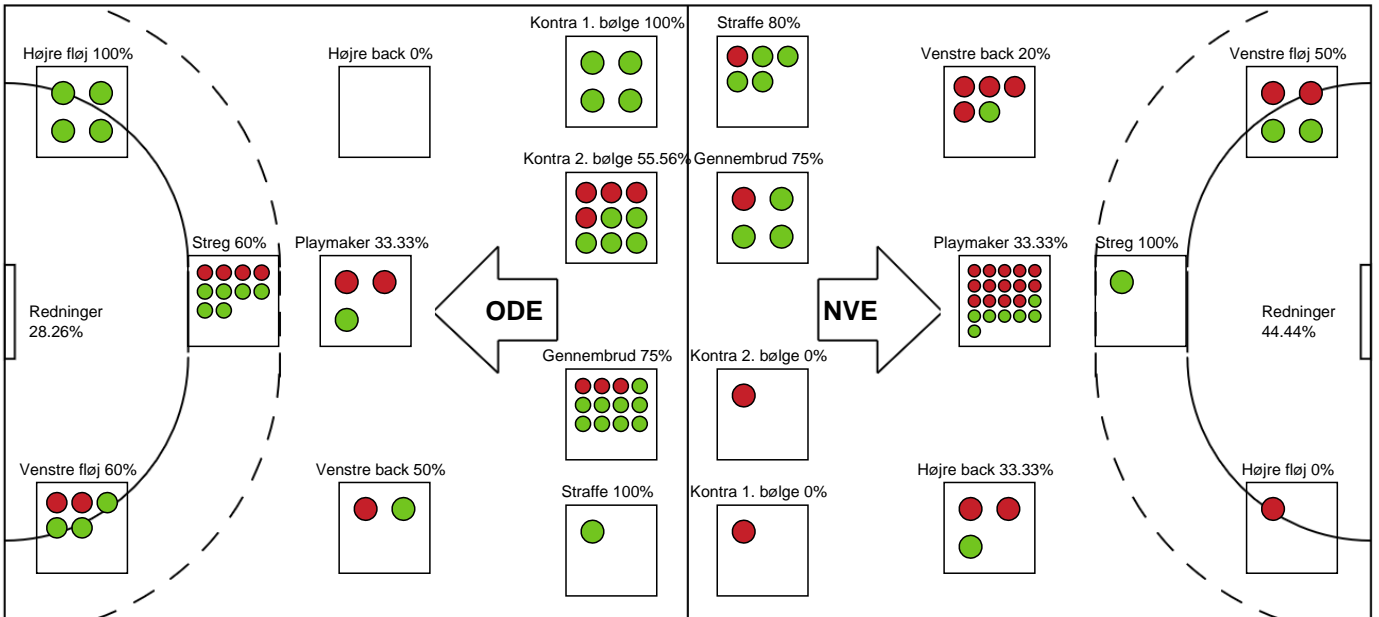 Kontra 1. bølge 100%
Straffe 80%
Højre fløj 100%
Højre back 0%
Venstre back 20%
Venstre fløj 50%
Kontra 2. bølge 55.56%
Gennembrud 75%
Streg 60%
Playmaker 33.33%
Playmaker 33.33%
Streg 100%
Redninger
28.26%
ODE
NVE
Redninger
44.44%
Gennembrud 75%
Kontra 2. bølge 0%
Venstre fløj 60%
Venstre back 50%
Højre back 33.33%
Højre fløj 0%
Straffe 100%
Kontra 1. bølge 0%